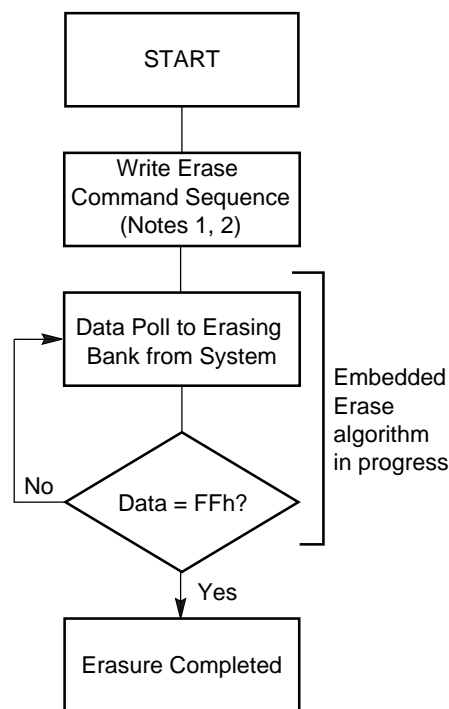 START
Write Erase
Command Sequence
(Notes 1, 2)
Data Poll to Erasing
Bank from System
Embedded
Erase
algorithm
in progress
No
Data = FFh?
Yes
Erasure Completed